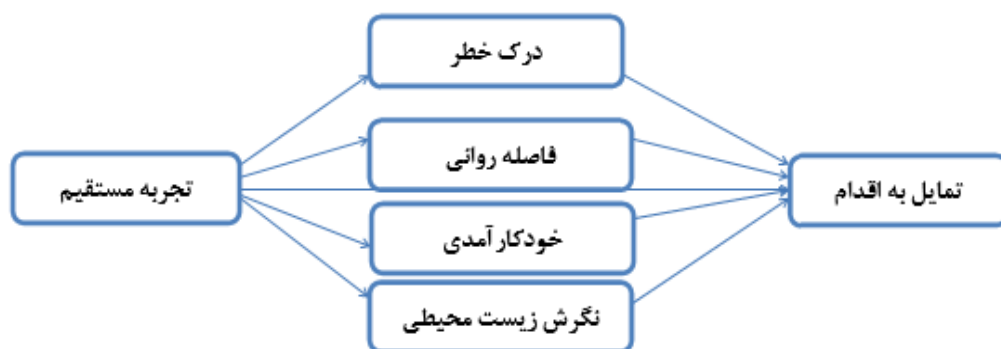 درک خطر
فاصله روانی
تجربه مستقیم
تمایل به اقدام
خودکارآمدی
نگرش زیست محیطی